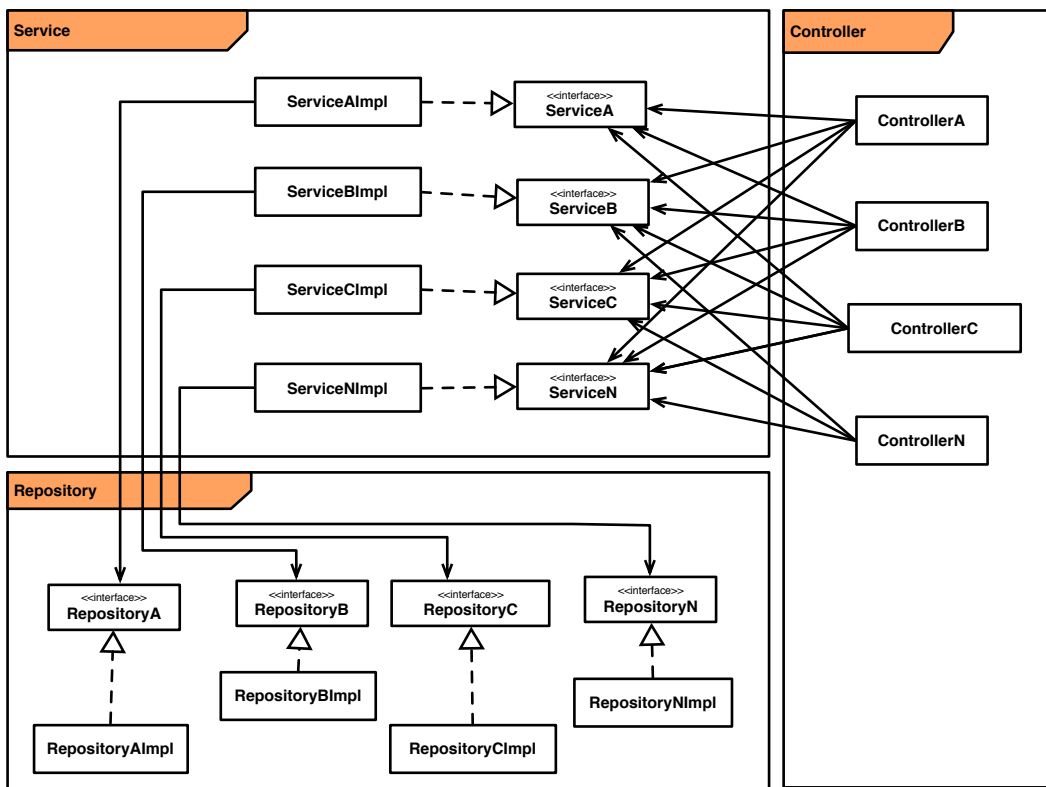 Service
ServiceAImpl
<<interface>>
ServiceA
ServiceBImpl
<<interface>>
ServiceB
ServiceCImpl
<<interface>>
ServiceC
ServiceNImpl
<<interface>>
ServiceN
Controller
ControllerA
ControllerB
ControllerC
ControllerN
Repository
<<interface>>
RepositoryA
<<interface>>
RepositoryB
<<interface>>
RepositoryC
<<interface>>
RepositoryN
RepositoryAImpl
RepositoryBImpl
RepositoryCImpl
RepositoryNImpl